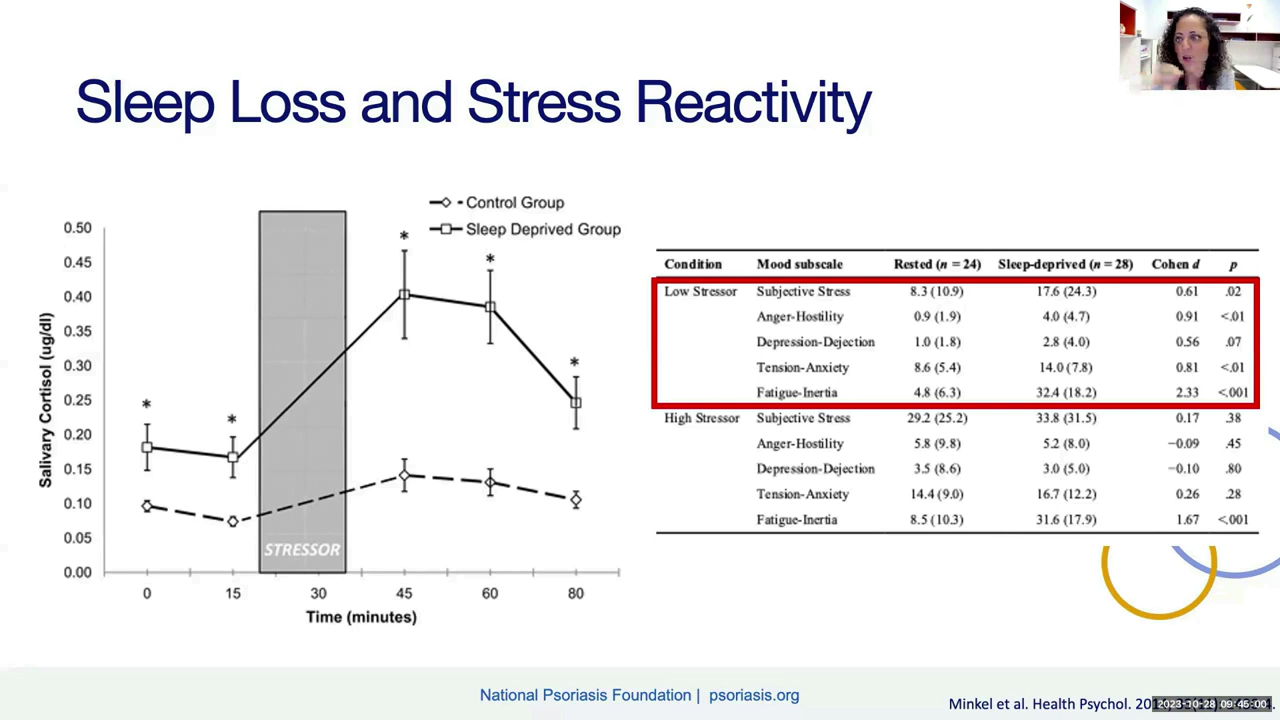 Sleep Loss and Stress Reactivity
Control Group
Sleep Deprived Group
0.50
0.45
0.40
0.35
0.30
0.25
0.20
0.15
0.10
0.05
0.00
Salivary Cortisol (ug/dl)
* * * * *
STRESSOR
0 15 30 45 60 80
Time (minutes)
Condition Mood subscale Rested (n = 24) Sleep-deprived (n = 28) Cohen d p
Low Stressor Subjective Stress 8.3 (10.9) 17.6 (24.3) 0.61 .02
Anger-Hostility 0.9 (1.9) 4.0 (4.7) 0.91 <.01
Depression-Dejection 1.0 (1.8) 2.8 (4.0) 0.56 .07
Tension-Anxiety 8.6 (5.4) 14.0 (7.8) 0.81 <.01
Fatigue-Inertia 4.8 (6.3) 32.4 (18.2) 2.33 <.001
High Stressor Subjective Stress 29.2 (25.2) 33.8 (31.5) 0.17 .38
Anger-Hostility 5.8 (9.8) 5.2 (8.0) −0.09 .45
Depression-Dejection 3.5 (8.6) 3.0 (5.0) −0.10 .80
Tension-Anxiety 14.4 (9.0) 16.7 (12.2) 0.26 .28
Fatigue-Inertia 8.5 (10.3) 31.6 (17.9) 1.67 <.001
National Psoriasis Foundation | psoriasis.org
Minkel et al. Health Psychol.
2023-10-28 09:45:00